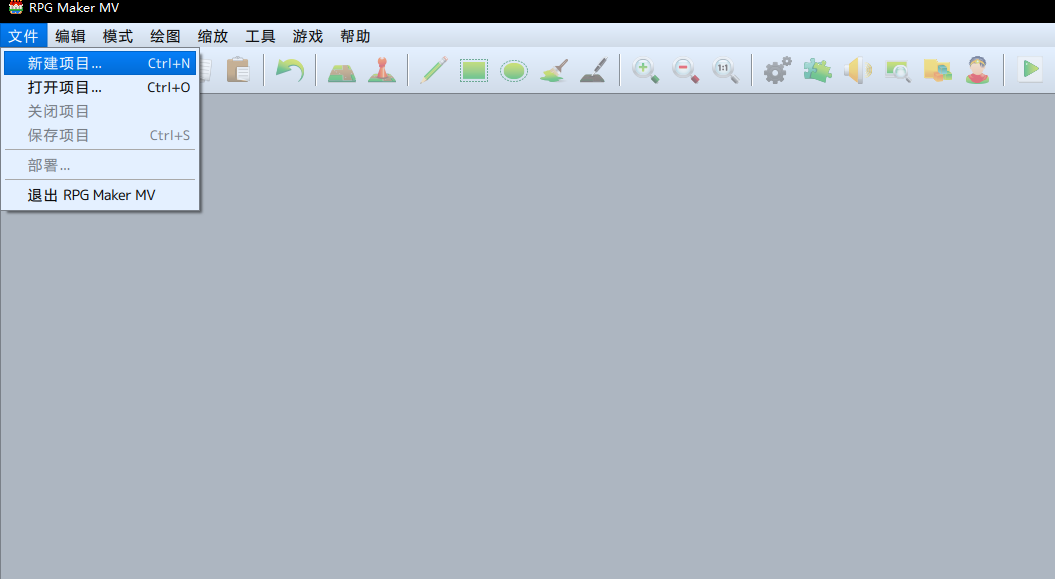 RPG Maker MV
文件 编辑 模式 绘图 缩放 工具 游戏 帮助
新建项目... Ctrl+N
打开项目... Ctrl+O
关闭项目
保存项目 Ctrl+S
部署...
退出 RPG Maker MV
1:1